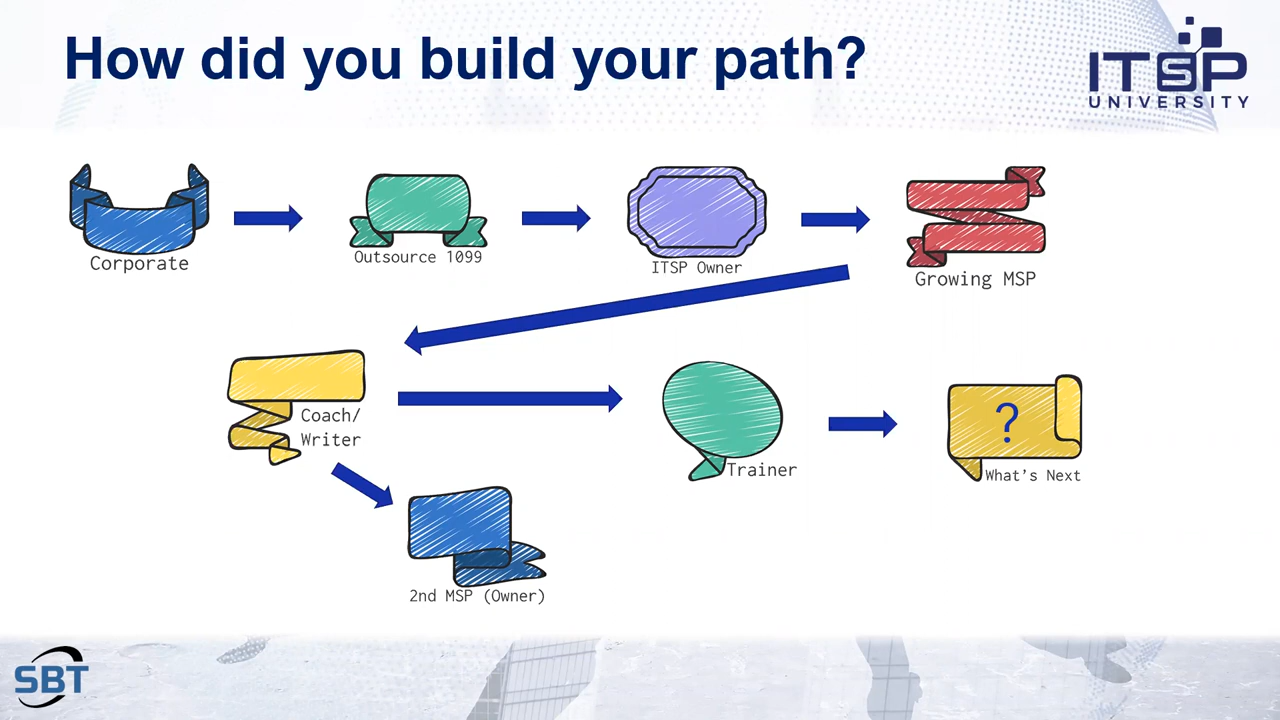 How did you build your path?
ITSP
UNIVERSITY
Corporate
Outsource 1099
ITSP Owner
Growing MSP
Coach/
Writer
Trainer
?
What's Next
2nd MSP (Owner)
SBT